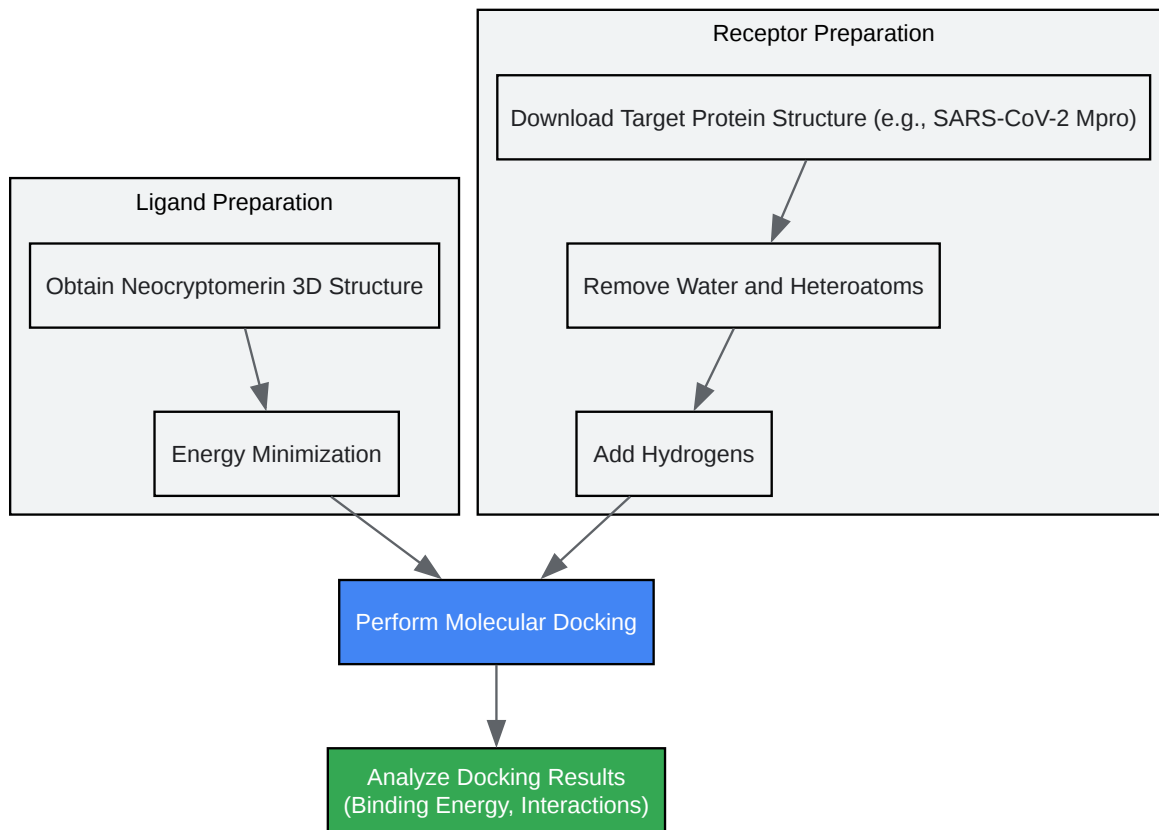 Receptor Preparation
Download Target Protein Structure (e.g., SARS-CoV-2 Mpro)
Remove Water and Heteroatoms
Add Hydrogens
Ligand Preparation
Obtain Neocryptomerin 3D Structure
Energy Minimization
Perform Molecular Docking
Analyze Docking Results
(Binding Energy, Interactions)